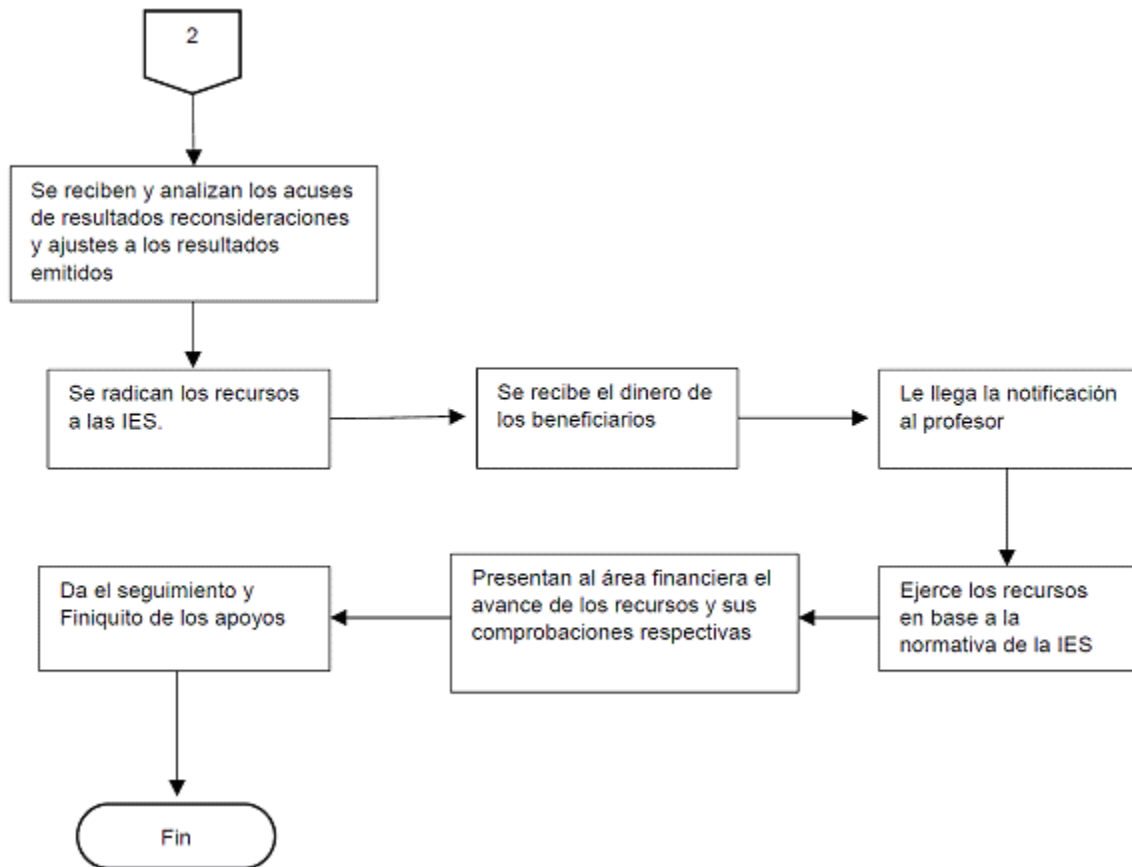 2
Se reciben y analizan los acuses
de resultados reconsideraciones
y ajustes a los resultados
emitidos
Se radican los recursos
a las IES.
Se recibe el dinero de
los beneficiarios
Le llega la notificación
al profesor
Ejerce los recursos
en base a la
normativa de la IES
Presentan al área financiera el
avance de los recursos y sus
comprobaciones respectivas
Da el seguimiento y
Finiquito de los apoyos
Fin